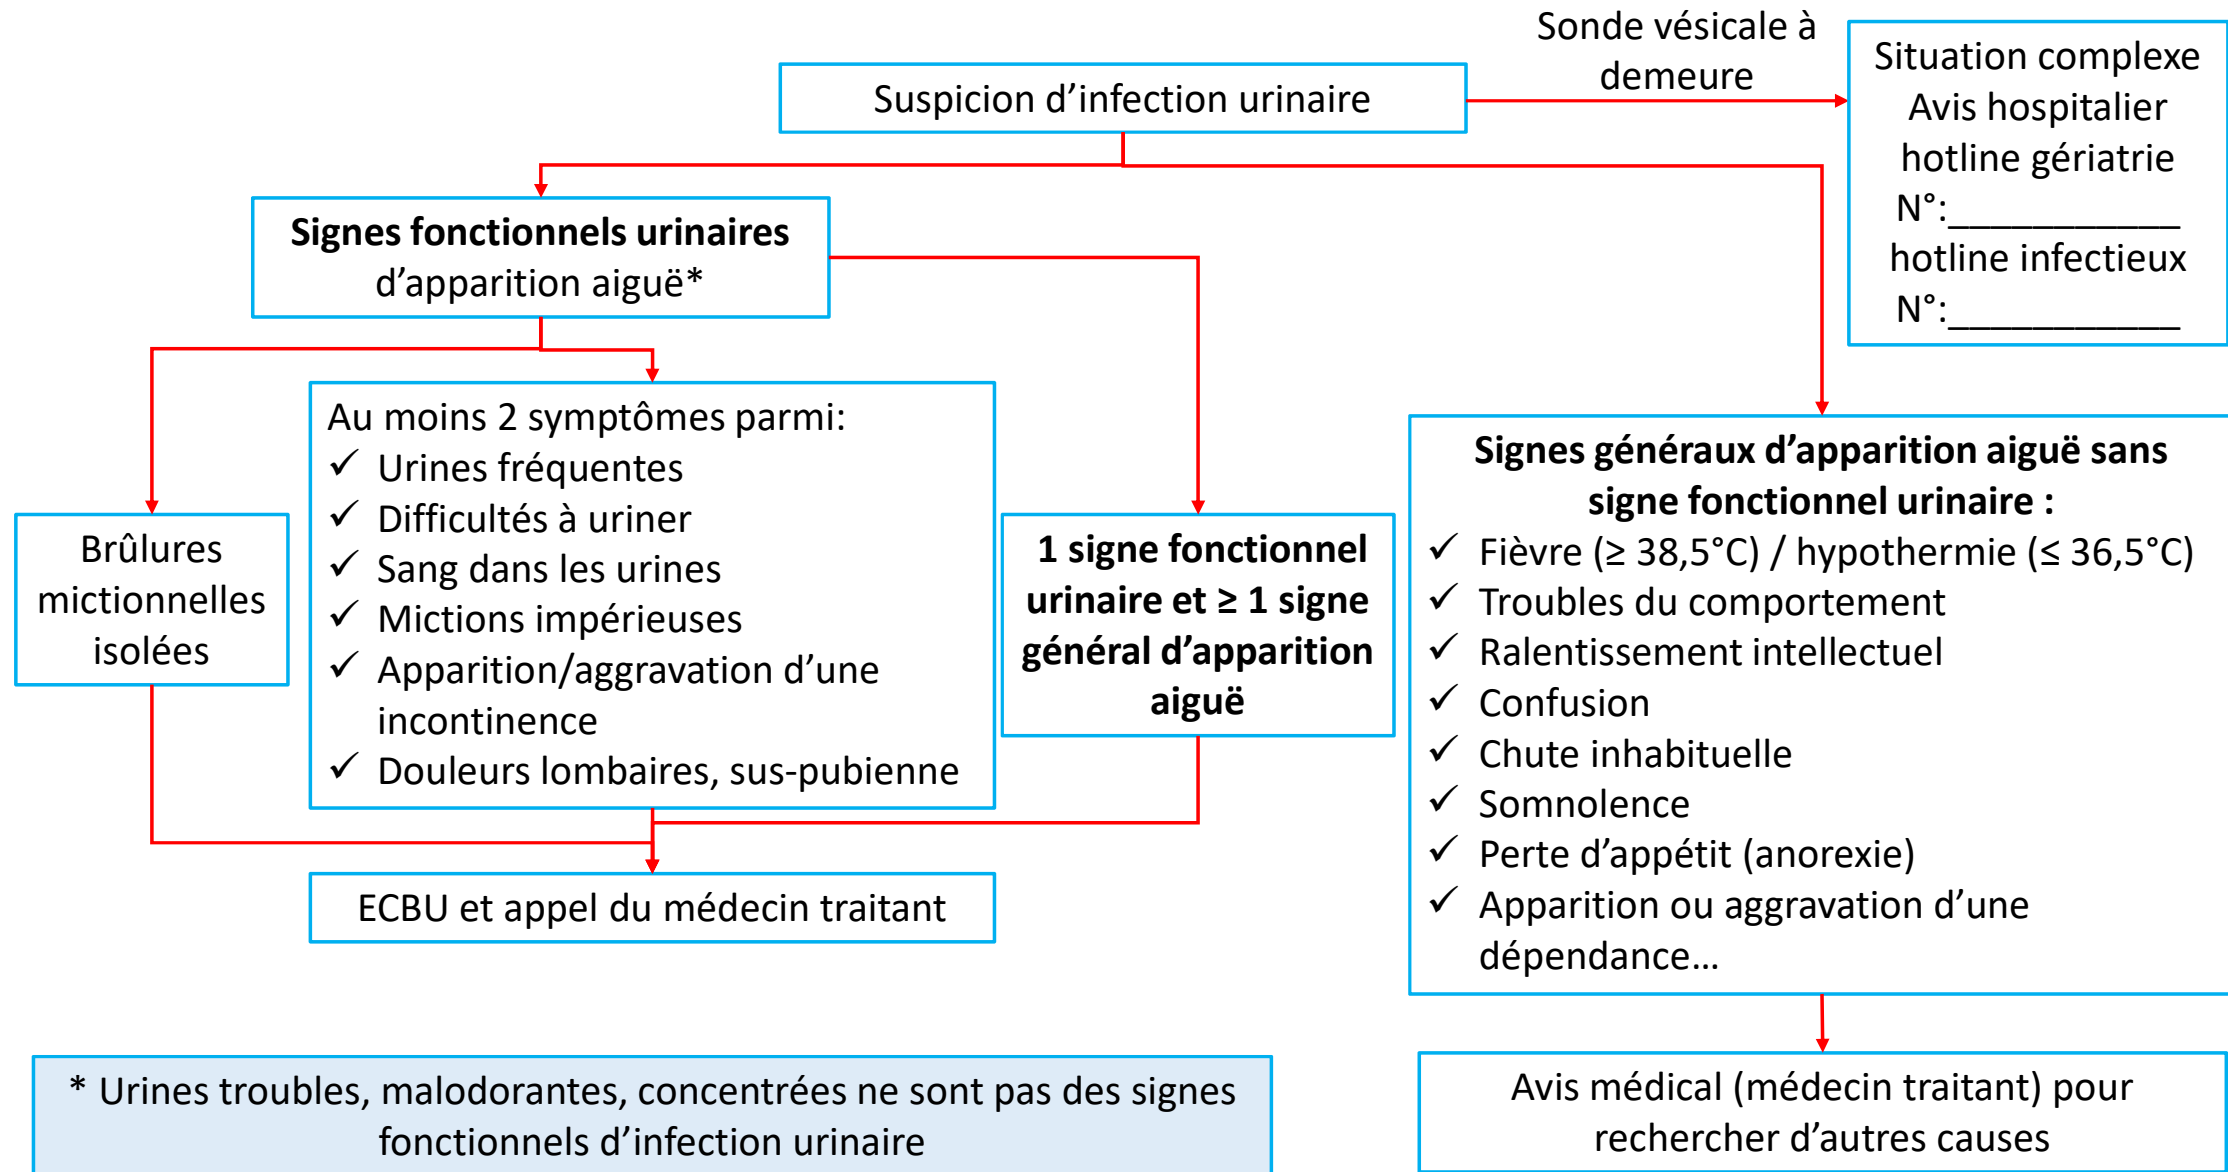 Suspicion d’infection urinaire
Sonde vésicale à
demeure
Situation complexe
Avis hospitalier
hotline gériatrie
N°:___________
hotline infectieux
N°:___________
Signes fonctionnels urinaires
d’apparition aiguë*
Brûlures
mictionnelles
isolées
Au moins 2 symptômes parmi:
✓ Urines fréquentes
✓ Difficultés à uriner
✓ Sang dans les urines
✓ Mictions impérieuses
✓ Apparition/aggravation d’une
incontinence
✓ Douleurs lombaires, sus-pubienne
1 signe fonctionnel
urinaire et ≥ 1 signe
général d’apparition
aiguë
ECBU et appel du médecin traitant
Signes généraux d’apparition aiguë sans
signe fonctionnel urinaire :
✓ Fièvre (≥ 38,5°C) / hypothermie (≤ 36,5°C)
✓ Troubles du comportement
✓ Ralentissement intellectuel
✓ Confusion
✓ Chute inhabituelle
✓ Somnolence
✓ Perte d’appétit (anorexie)
✓ Apparition ou aggravation d’une
dépendance…
Avis médical (médecin traitant) pour
rechercher d’autres causes
* Urines troubles, malodorantes, concentrées ne sont pas des signes
fonctionnels d’infection urinaire